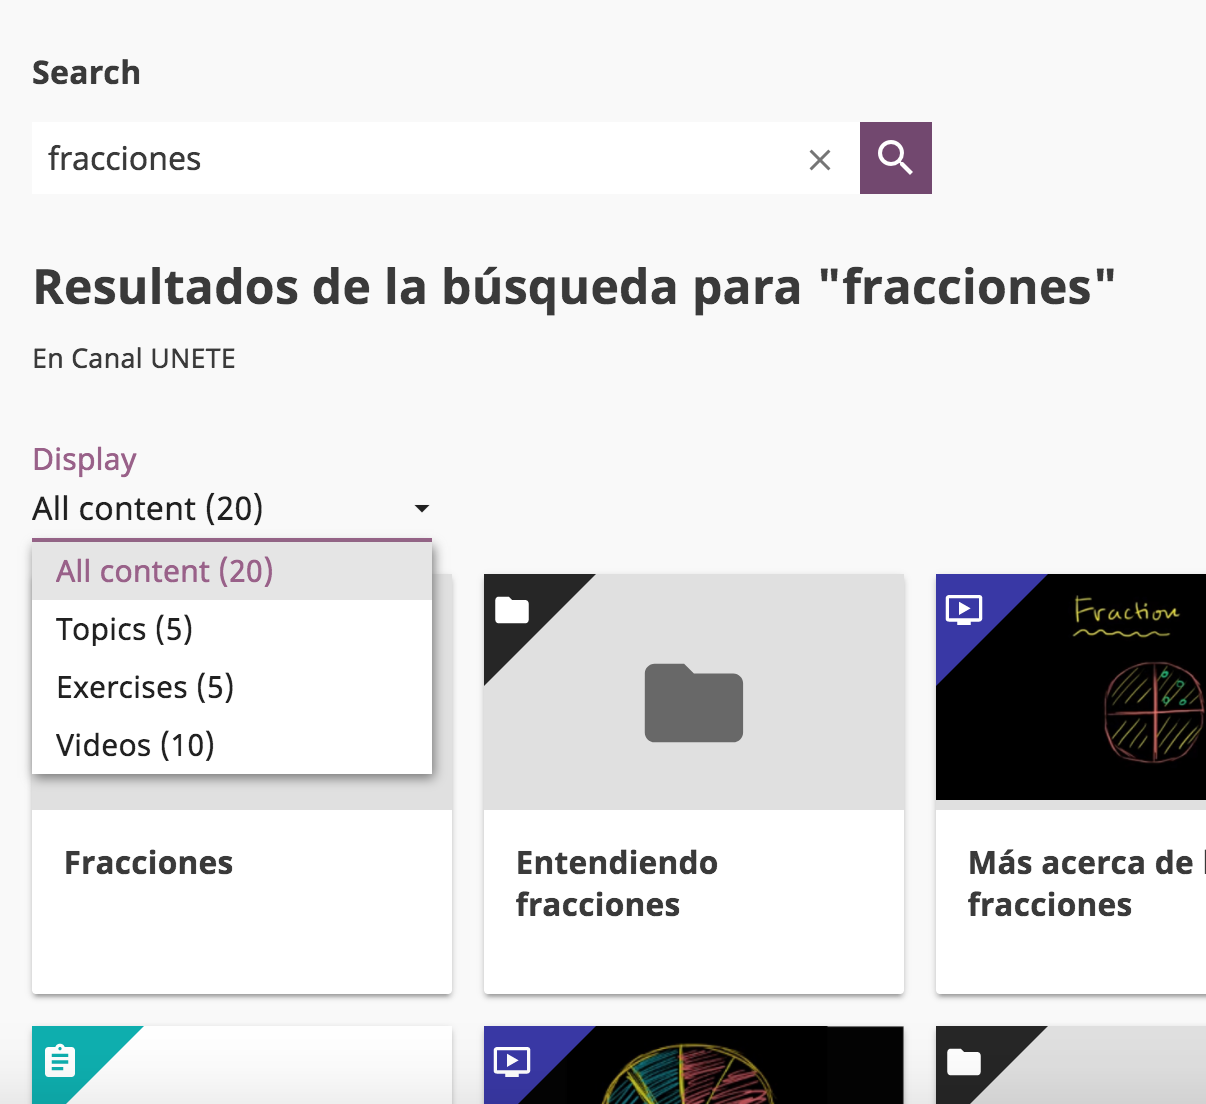 Search
fracciones
Resultados de la búsqueda para "fracciones"
En Canal UNETE
Display
All content (20)
All content (20)
Topics (5)
Exercises (5)
Videos (10)
Fraction
Fracciones
Entendiendo
fracciones
Más acerca de
fracciones